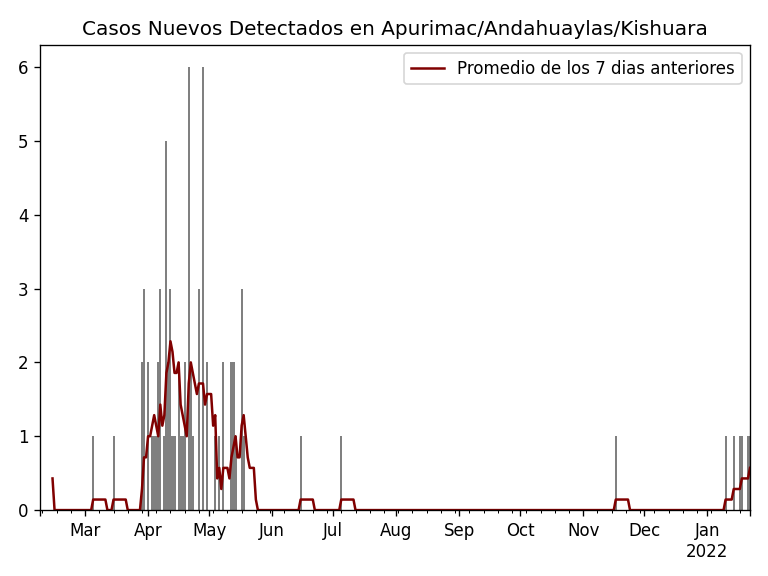 Casos Nuevos Detectados en Apurimac/Andahuaylas/Kishuara
Promedio de los 7 dias anteriores
6
5
4
3
2
1
0
Mar Apr May Jun Jul Aug Sep Oct Nov Dec Jan
2022